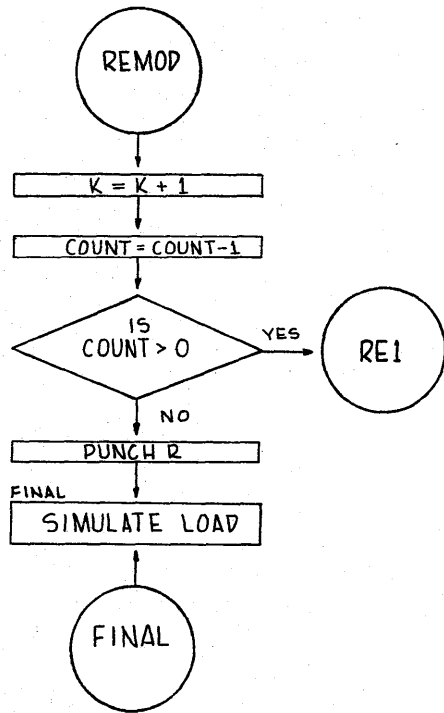 REMOD
K = K + 1
COUNT = COUNT-1
IS
COUNT > 0
YES
RE1
NO
PUNCH R
FINAL
SIMULATE LOAD
FINAL